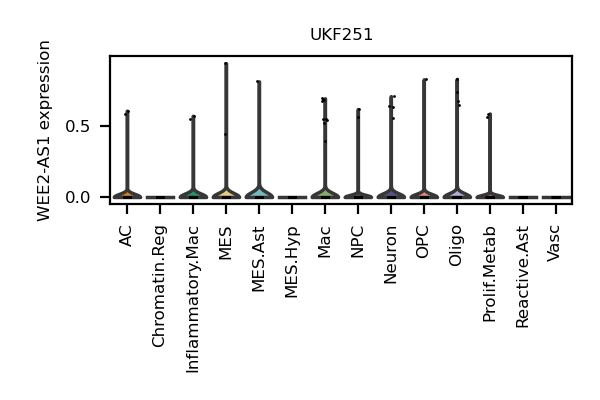 UKF251
WEE2-AS1 expression
0.5
0.0
AC
Chromatin.Reg
Inflammatory.Mac
MES
MES.Ast
MES.Hyp
Mac
NPC
Neuron
OPC
Oligo
Prolif.Metab
Reactive.Ast
Vasc